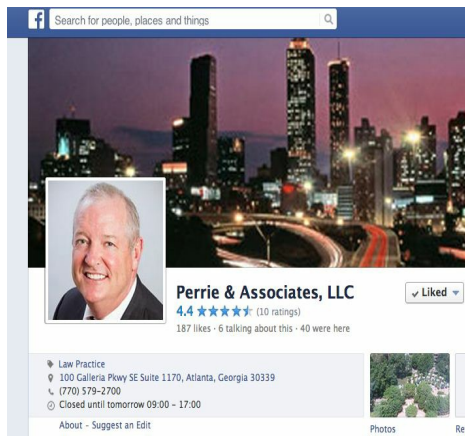 f
Search for people, places and things
Perrie & Associates, LLC
Liked
4.4 (10 ratings)
187 likes · 6 talking about this · 40 were here
Law Practice
100 Galleria Pkwy SE Suite 1170, Atlanta, Georgia 30339
(770) 579-2700
Closed until tomorrow 09:00 - 17:00
About - Suggest an Edit
Photos
Re